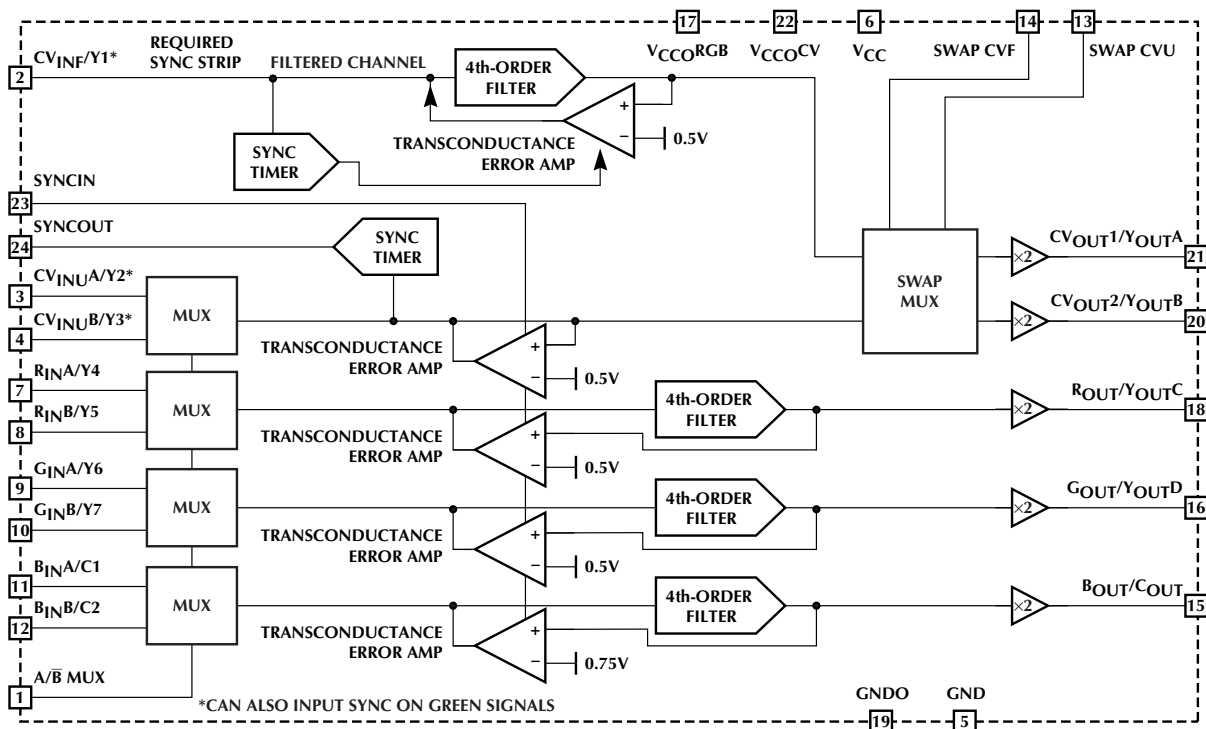 17
22
6
14
13
CVINF/Y1*
REQUIRED
SYNC STRIP
FILTERED CHANNEL
4th-ORDER
FILTER
VCCORGB
VCCOCV
VCC
SWAP CVF
SWAP CVU
2
+
−
0.5V
TRANSCONDUCTANCE
ERROR AMP
SYNC
TIMER
SYNCIN
23
SYNCOUT
24
SYNC
TIMER
CVINUA/Y2*
3
CVINUB/Y3*
4
MUX
TRANSCONDUCTANCE
ERROR AMP
+
−
0.5V
SWAP
MUX
×2
CVOUT1/YOUTA
21
×2
CVOUT2/YOUTB
20
RINA/Y4
7
RINB/Y5
8
MUX
TRANSCONDUCTANCE
ERROR AMP
+
−
0.5V
4th-ORDER
FILTER
×2
ROUT/YOUTC
18
GINA/Y6
9
GINB/Y7
10
MUX
TRANSCONDUCTANCE
ERROR AMP
+
−
0.5V
4th-ORDER
FILTER
×2
GOUT/YOUTD
16
BINA/C1
11
BINB/C2
12
MUX
TRANSCONDUCTANCE
ERROR AMP
+
−
0.75V
4th-ORDER
FILTER
×2
BOUT/COUT
15
A/B̅ MUX
1
*CAN ALSO INPUT SYNC ON GREEN SIGNALS
GNDO
19
GND
5